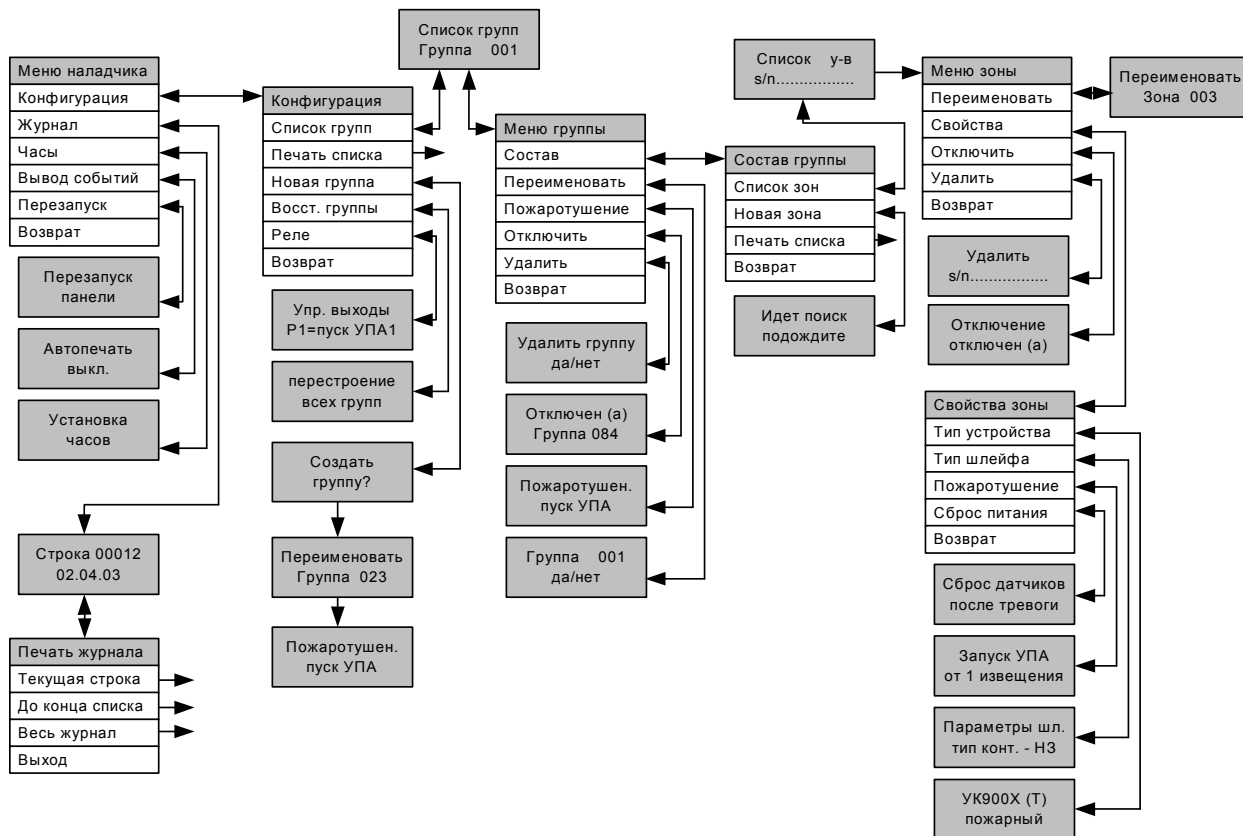 Список групп
Группа 001
Меню наладчика
Конфигурация
Журнал
Часы
Вывод событий
Перезапуск
Возврат
Перезапуск
панели
Автопечать
выкл.
Установка
часов
Строка 00012
02.04.03
Печать журнала
Текущая строка
До конца списка
Весь журнал
Выход
Конфигурация
Список групп
Печать списка
Новая группа
Восст. группы
Реле
Возврат
Упр. выходы
Р1=пуск УПА1
перестроение
всех групп
Создать
группу?
Переименовать
Группа 023
Пожаротушен.
пуск УПА
Меню группы
Состав
Переименовать
Пожаротушение
Отключить
Удалить
Возврат
Удалить группу
да/нет
Отключен (а)
Группа 084
Пожаротушен.
пуск УПА
Группа 001
да/нет
Список у-в
s/n.................
Состав группы
Список зон
Новая зона
Печать списка
Возврат
Идет поиск
подождите
Меню зоны
Переименовать
Свойства
Отключить
Удалить
Возврат
Переименовать
Зона 003
Удалить
s/n.................
Отключение
отключен (а)
Свойства зоны
Тип устройства
Тип шлейфа
Пожаротушение
Сброс питания
Возврат
Сброс датчиков
после тревоги
Запуск УПА
от 1 извещения
Параметры шл.
тип конт. - НЗ
УК900Х (Т)
пожарный